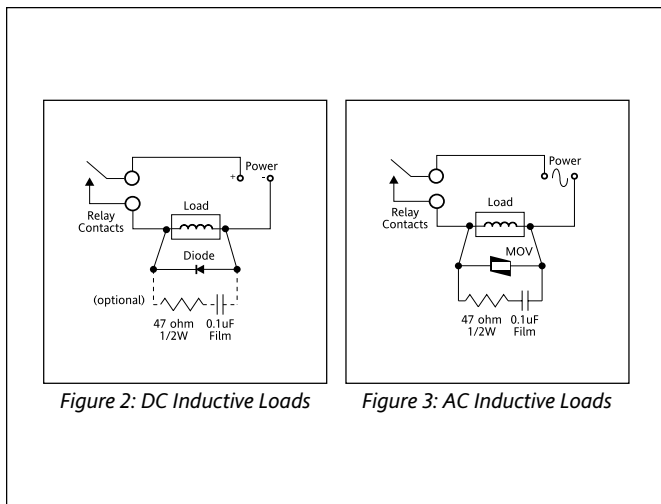 Power
+ -
Relay
Contacts
Load
Diode
(optional)
47 ohm
1/2W
0.1uF
Film
Figure 2: DC Inductive Loads
Power
Relay
Contacts
Load
MOV
47 ohm
1/2W
0.1uF
Film
Figure 3: AC Inductive Loads